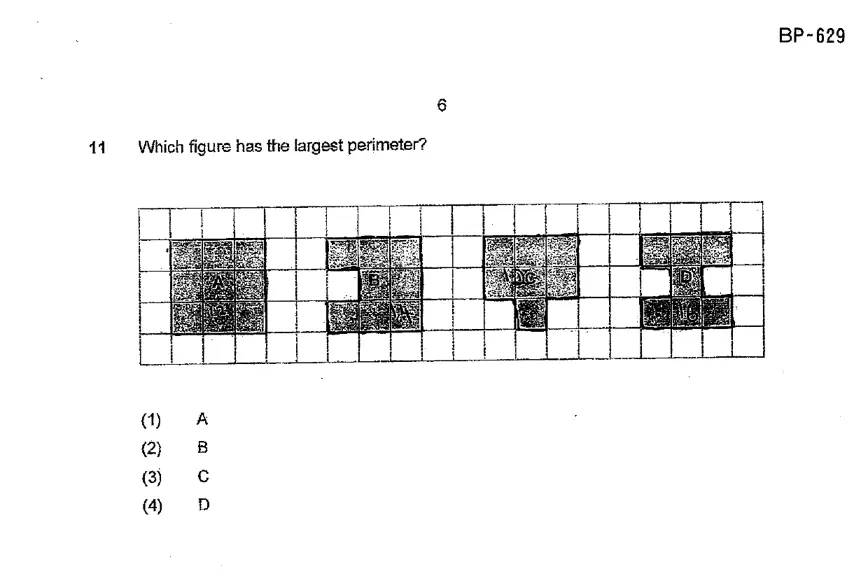 BP-629
6
11 Which figure has the largest perimeter?
A B C D
(1) A
(2) B
(3) C
(4) D